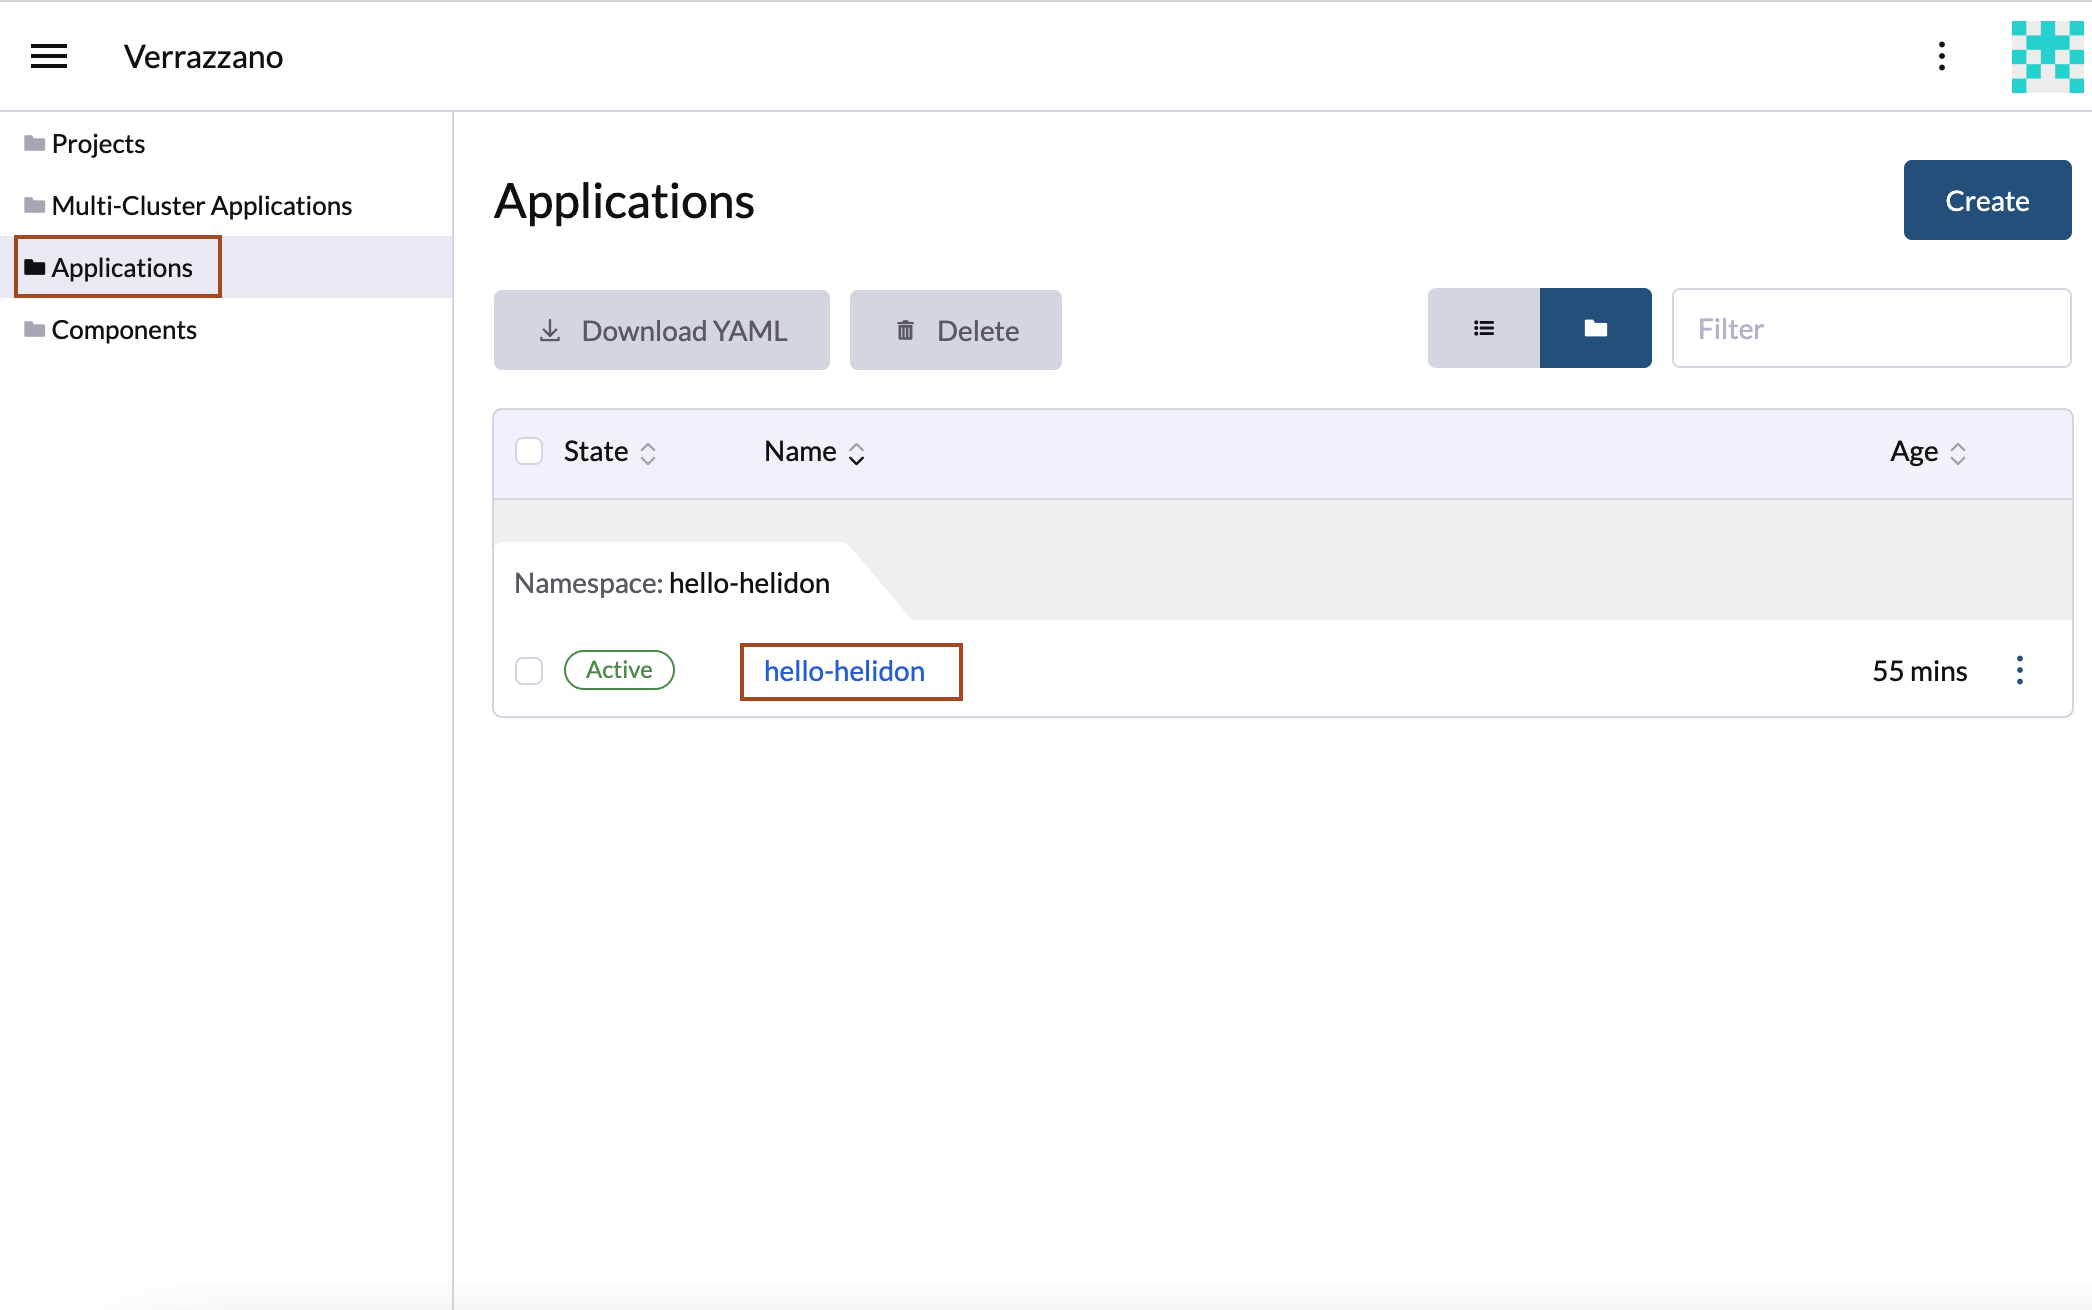 Verrazzano
Projects
Multi-Cluster Applications
Applications
Components
Applications
Create
Download YAML
Delete
Filter
State Name Age
Namespace: hello-helidon
Active hello-helidon 55 mins